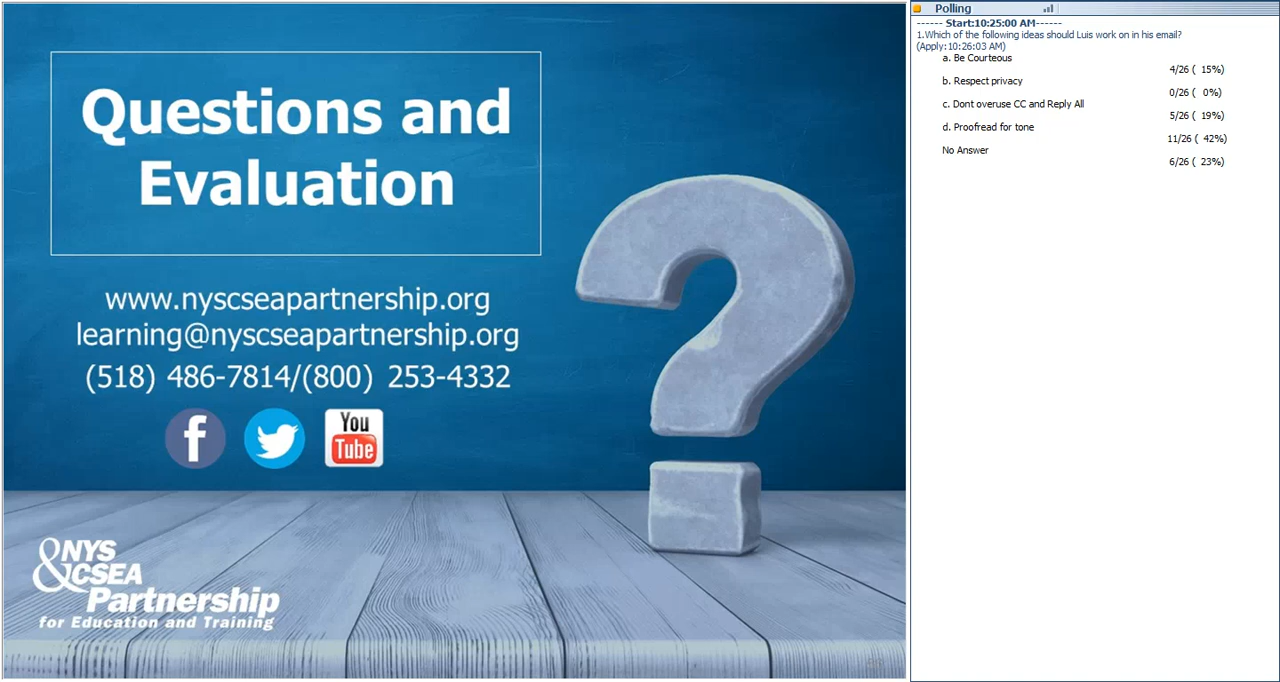 Questions and
Evaluation
www.nyscseapartnership.org
learning@nyscseapartnership.org
(518) 486-7814/(800) 253-4332
f
You
Tube
NYS
& CSEA
Partnership
for Education and Training
Polling
------ Start:10:25:00 AM------
1.Which of the following ideas should Luis work on in his email?
(Apply:10:26:03 AM)
a. Be Courteous
4/26 ( 15%)
b. Respect privacy
0/26 ( 0%)
c. Dont overuse CC and Reply All
5/26 ( 19%)
d. Proofread for tone
11/26 ( 42%)
No Answer
6/26 ( 23%)